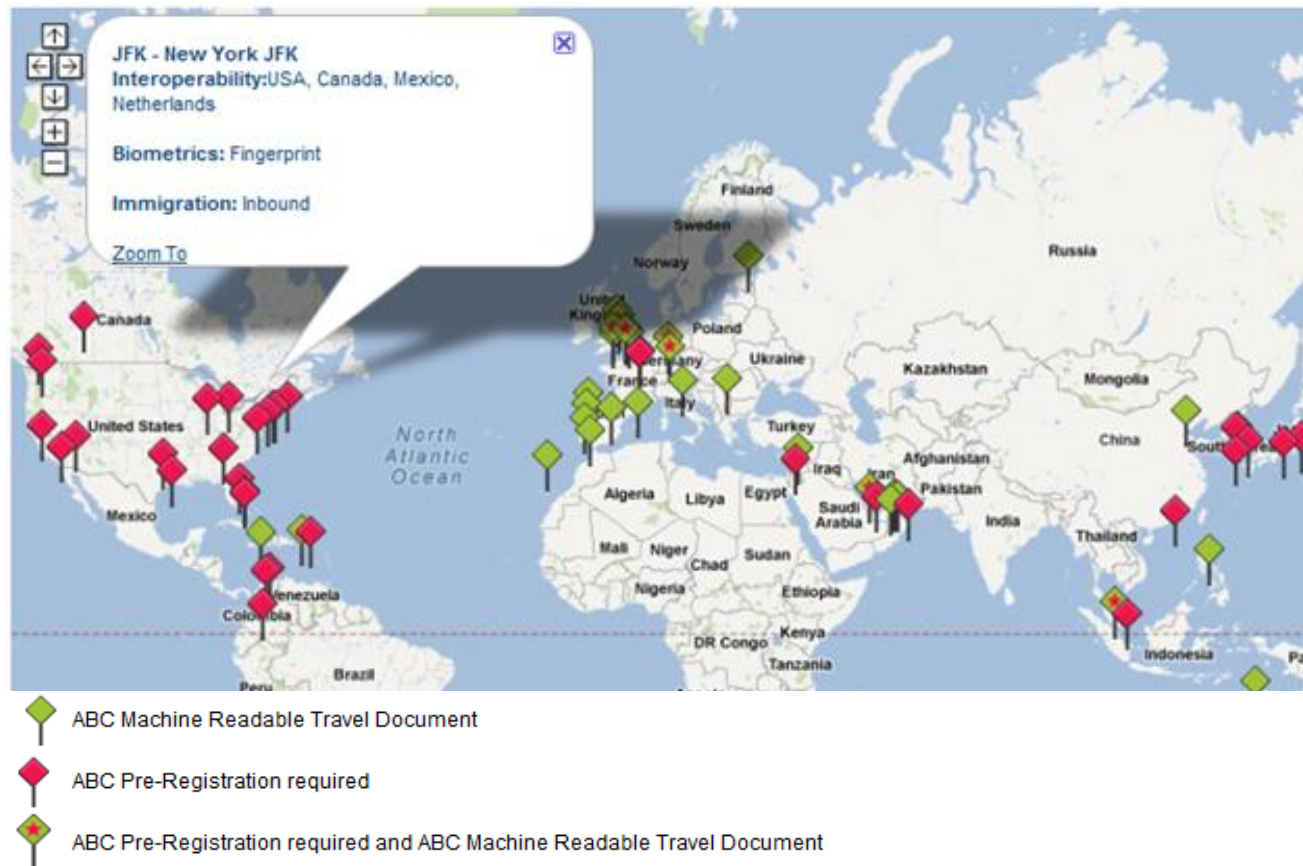 JFK - New York JFK
Interoperability:USA, Canada, Mexico,
Netherlands
Biometrics: Fingerprint
Immigration: Inbound
Zoom To
Finland
Sweden
Norway
Russia
United
Kingdom
Canada
Poland
Germany
Ukraine
France
Kazakhstan
Mongolia
Italy
United States
North
Atlantic
Ocean
Turkey
China
South
Iraq
Iran
Afghanistan
Pakistan
Algeria
Libya
Egypt
Saudi
Arabia
India
Mexico
Thailand
Mali
Niger
Chad
Sudan
Nigeria
Ethiopia
Venezuela
Colombia
DR Congo
Kenya
Tanzania
Indonesia
Brazil
Peru
ABC Machine Readable Travel Document
ABC Pre-Registration required
ABC Pre-Registration required and ABC Machine Readable Travel Document